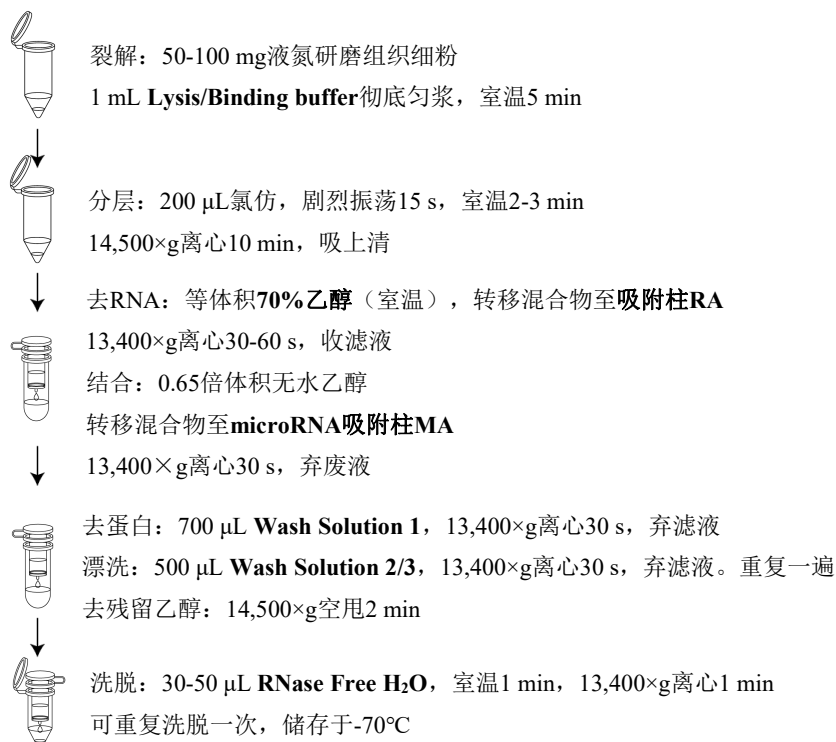 裂解：50-100 mg液氮研磨组织细粉
1 mL Lysis/Binding buffer彻底匀浆，室温5 min
分层：200 μL氯仿，剧烈振荡15 s，室温2-3 min
14,500×g离心10 min，吸上清
去RNA：等体积70%乙醇（室温），转移混合物至吸附柱RA
13,400×g离心30-60 s，收滤液
结合：0.65倍体积无水乙醇
转移混合物至microRNA吸附柱MA
13,400×g离心30 s，弃废液
去蛋白：700 μL Wash Solution 1，13,400×g离心30 s，弃滤液
漂洗：500 μL Wash Solution 2/3，13,400×g离心30 s，弃滤液。重复一遍
去残留乙醇：14,500×g空甩2 min
洗脱：30-50 μL RNase Free H₂O，室温1 min，13,400×g离心1 min
可重复洗脱一次，储存于-70℃